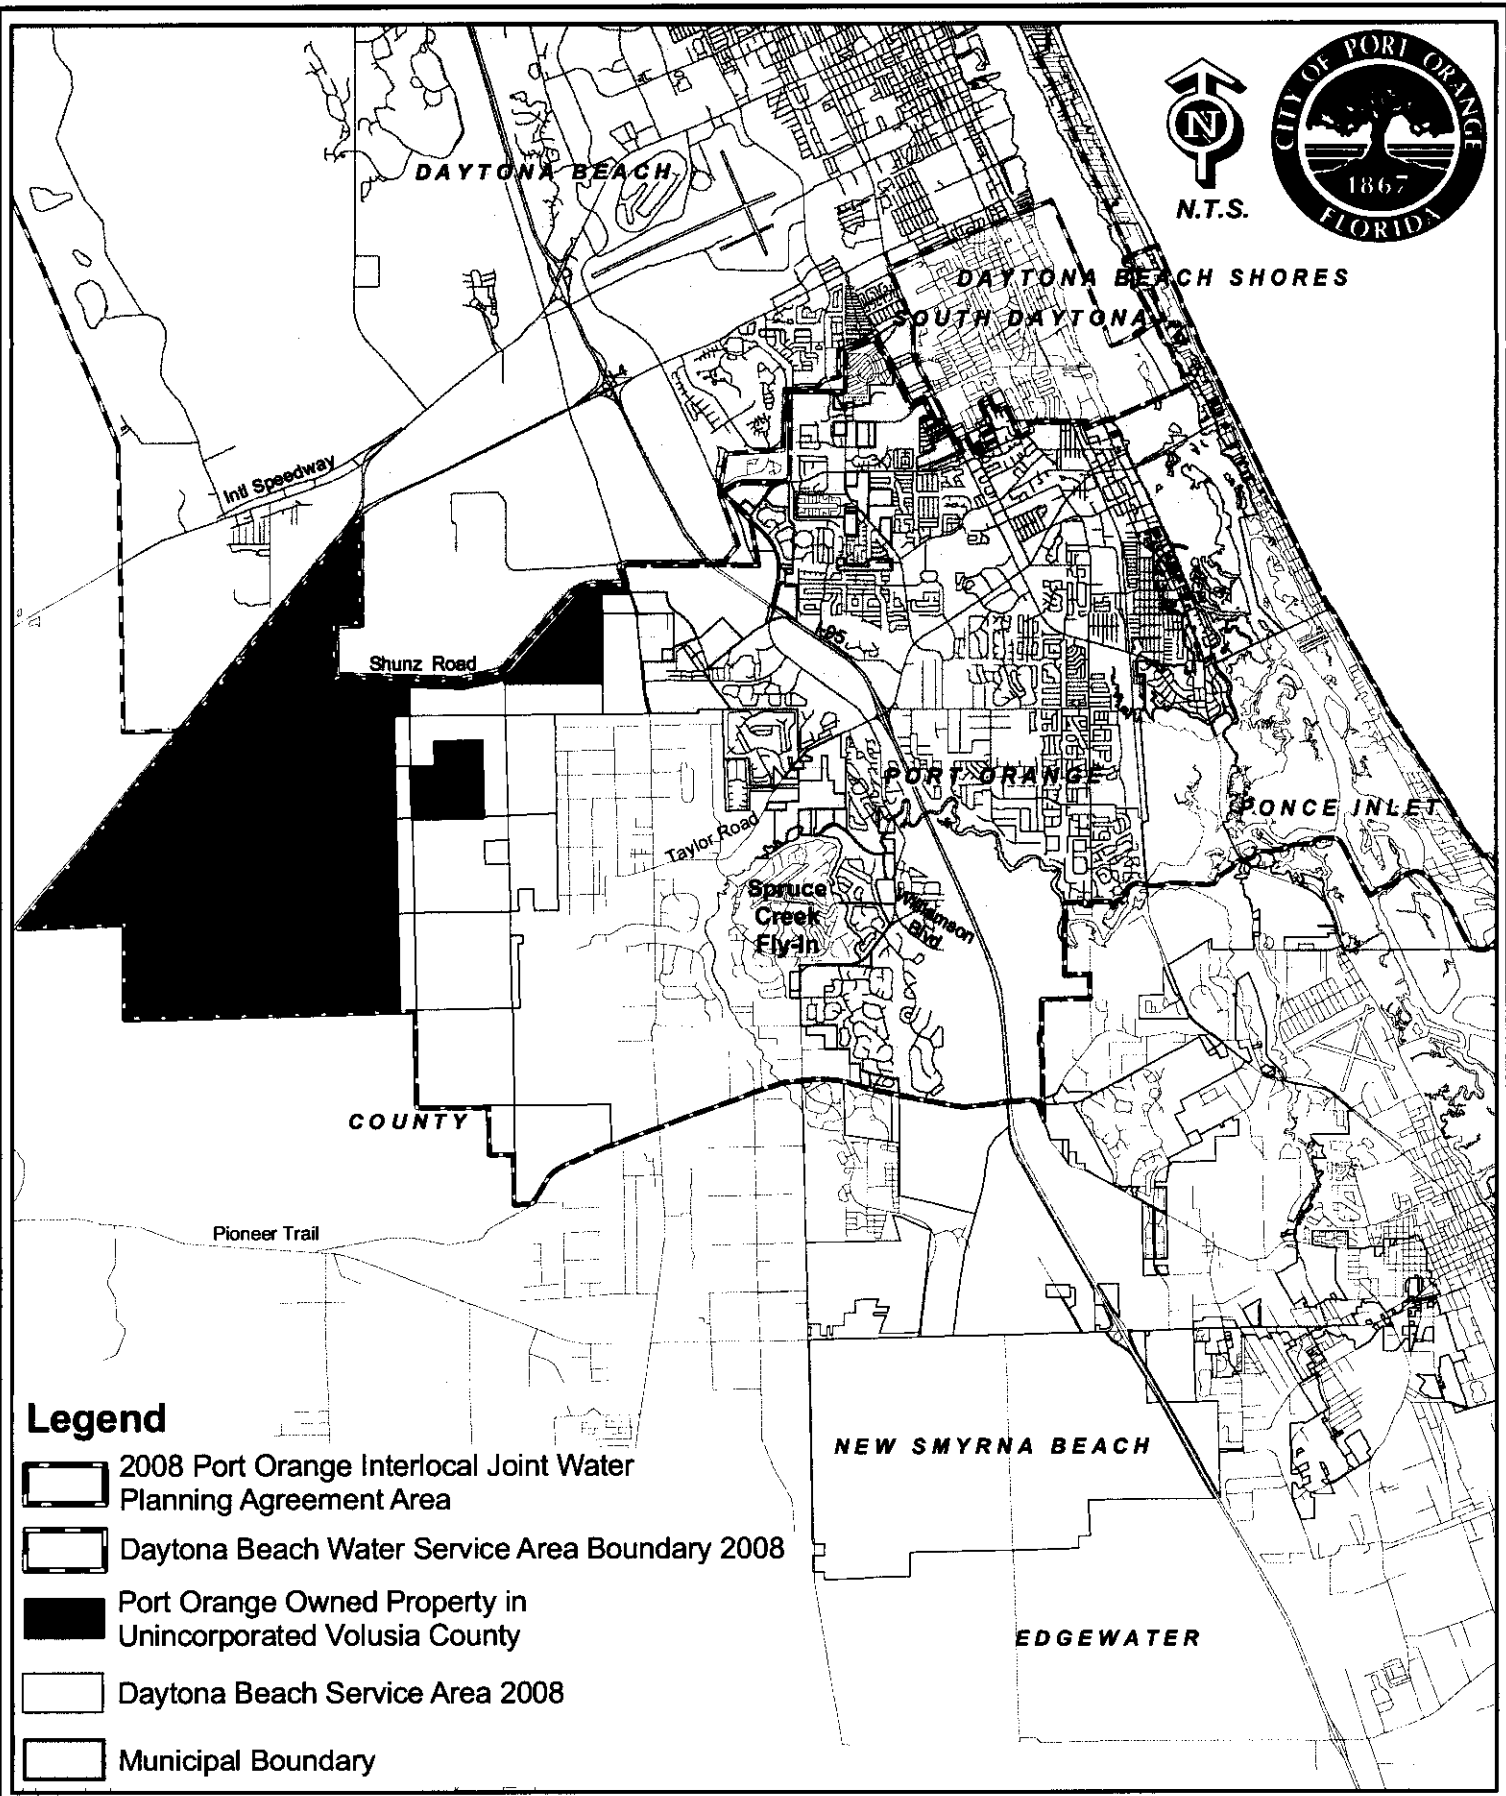 CITY OF PORT ORANGE
1867
FLORIDA
N
N.T.S.
DAYTONA BEACH
DAYTONA BEACH SHORES
SOUTH DAYTONA
I-4
Intl Speedway
I-95
Shunz Road
PORT ORANGE
PONCE INLET
Taylor Road
Spruce
Creek
Fly-In
Williamson
Blvd
COUNTY
Pioneer Trail
NEW SMYRNA BEACH
EDGEWATER
Legend
2008 Port Orange Interlocal Joint Water
Planning Agreement Area
Daytona Beach Water Service Area Boundary 2008
Port Orange Owned Property in
Unincorporated Volusia County
Daytona Beach Service Area 2008
Municipal Boundary